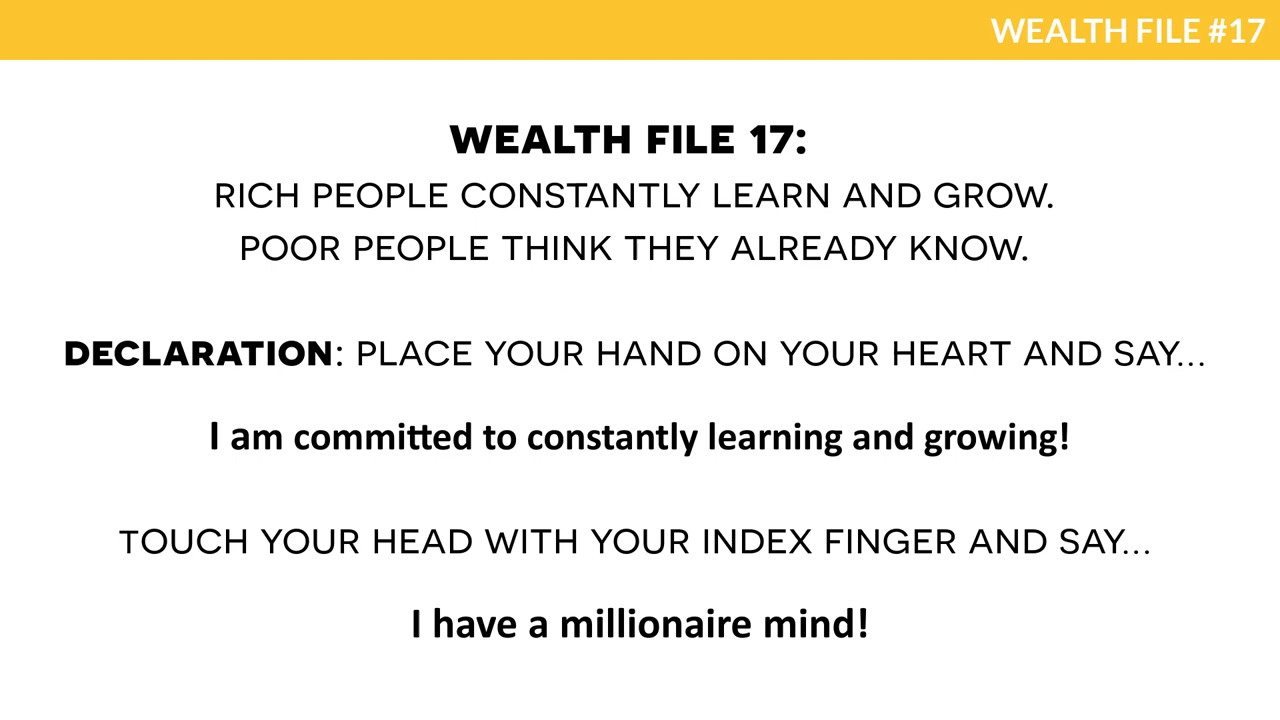 WEALTH FILE #17
WEALTH FILE 17:
RICH PEOPLE CONSTANTLY LEARN AND GROW.
POOR PEOPLE THINK THEY ALREADY KNOW.
DECLARATION: PLACE YOUR HAND ON YOUR HEART AND SAY...
I am committed to constantly learning and growing!
TOUCH YOUR HEAD WITH YOUR INDEX FINGER AND SAY...
I have a millionaire mind!